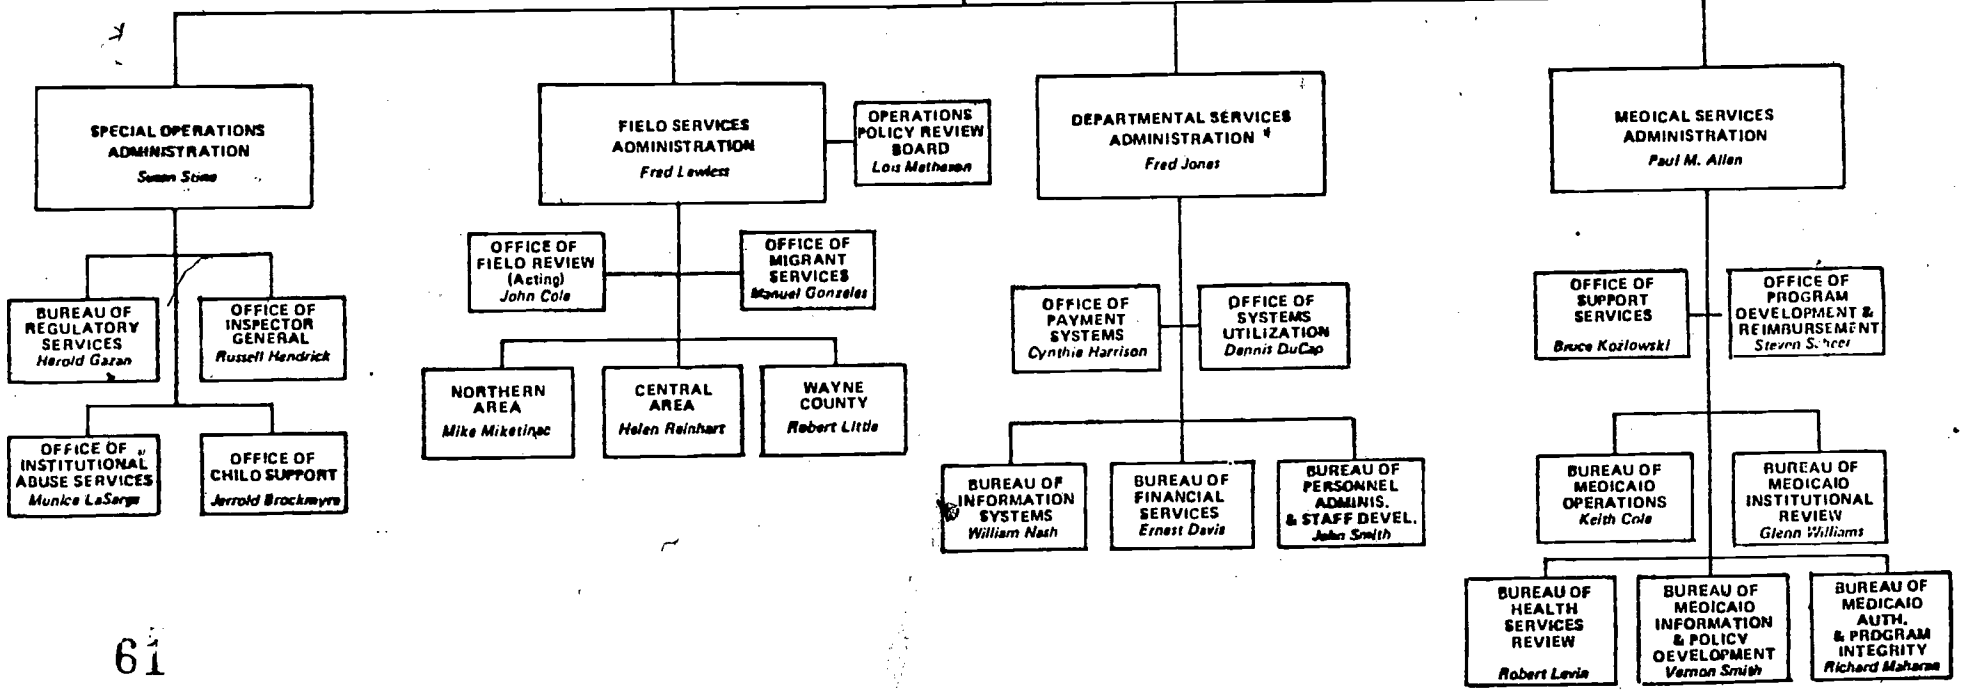 SPECIAL OPERATIONS
ADMINISTRATION
Susan Stine
FIELD SERVICES
ADMINISTRATION
Fred Lawless
OPERATIONS
POLICY REVIEW
BOARD
Lois Matheson
DEPARTMENTAL SERVICES
ADMINISTRATION
Fred Jones
MEDICAL SERVICES
ADMINISTRATION
Paul M. Allen
BUREAU OF
REGULATORY
SERVICES
Harold Gazan
OFFICE OF
INSPECTOR
GENERAL
Russell Hendrick
OFFICE OF
INSTITUTIONAL
ABUSE SERVICES
OFFICE OF
CHILD SUPPORT
Jerrold Brockmyre
OFFICE OF
FIELD REVIEW
(Acting)
John Cole
OFFICE OF
MIGRANT
SERVICES
Manuel Gonzales
NORTHERN
AREA
Mike Miketinac
CENTRAL
AREA
Helen Reinhart
WAYNE
COUNTY
Robert Little
OFFICE OF
PAYMENT
SYSTEMS
Cynthia Harrison
OFFICE OF
SYSTEMS
UTILIZATION
Dennis DuCap
BUREAU OF
INFORMATION
SYSTEMS
William Nash
BUREAU OF
FINANCIAL
SERVICES
Ernest Davis
BUREAU OF
PERSONNEL
ADMINIS.
& STAFF DEVEL.
John Smith
OFFICE OF
SUPPORT
SERVICES
Bruce Kozlowski
OFFICE OF
PROGRAM
DEVELOPMENT &
REIMBURSEMENT
Steven
BUREAU OF
MEDICAID
OPERATIONS
Keith Cole
BUREAU OF
MEDICAID
INSTITUTIONAL
REVIEW
Glenn Williams
BUREAU OF
HEALTH
SERVICES
REVIEW
Robert Levin
BUREAU OF
MEDICAID
INFORMATION
& POLICY
DEVELOPMENT
Vernon Smith
BUREAU OF
MEDICAID
AUTH.
& PROGRAM
INTEGRITY
Richard
61